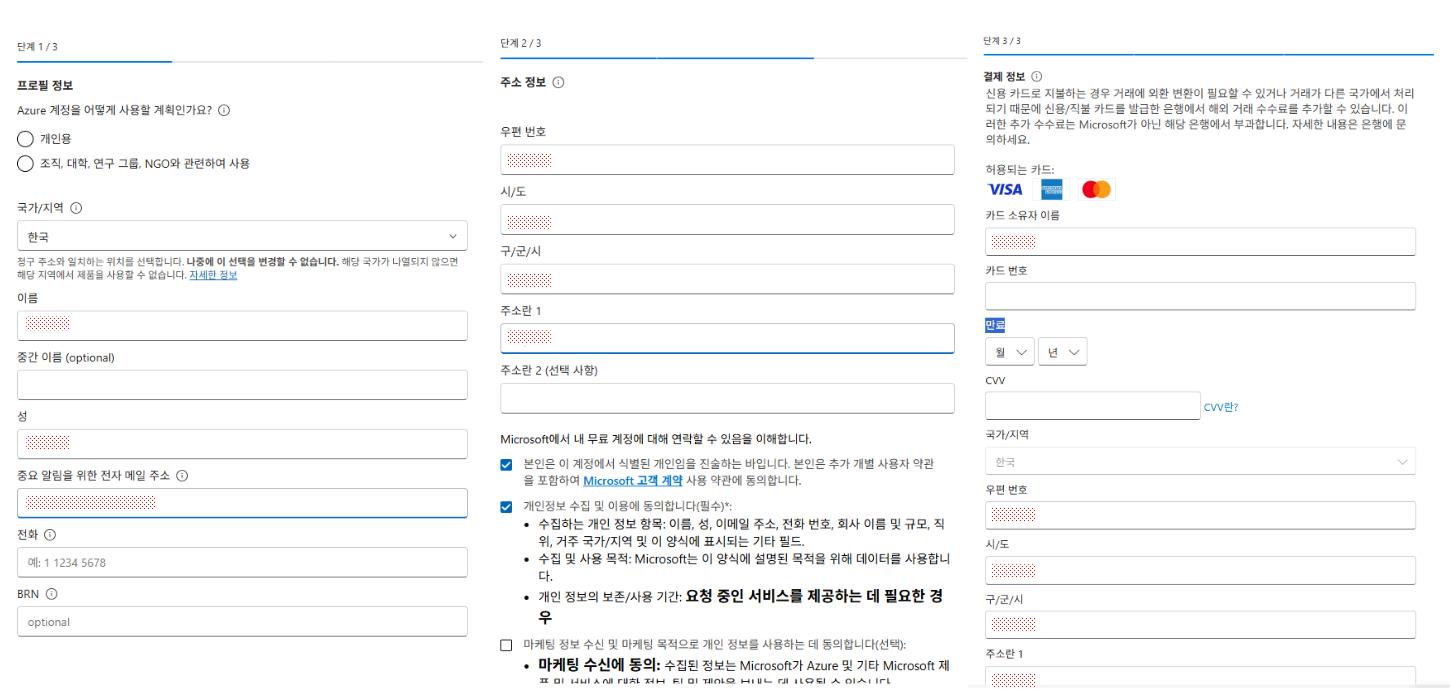 단계 1 / 3
프로필 정보
Azure 계정을 어떻게 사용할 계획인가요?
개인용
조직, 대학, 연구 그룹, NGO와 관련하여 사용
국가/지역
한국
청구 주소와 일치하는 위치를 선택합니다. 나중에 이 선택을 변경할 수 없습니다. 해당 국가가 나열되지 않으면
해당 지역에서 제품을 사용할 수 없습니다. 자세한 정보
이름
중간 이름 (optional)
성
중요 알림을 위한 전자 메일 주소
전화
예: 1 1234 5678
BRN
optional
단계 2 / 3
주소 정보
우편 번호
시/도
구/군/시
주소란 1
주소란 2 (선택 사항)
Microsoft에서 내 무료 계정에 대해 연락할 수 있음을 이해합니다.
본인은 이 계정에서 식별된 개인임을 진술하는 바입니다. 본인은 추가 개별 사용자 약관
을 포함하여 Microsoft 고객 계약 사용 약관에 동의합니다.
개인정보 수집 및 이용에 동의합니다(필수)*:
• 수집하는 개인 정보 항목: 이름, 성, 이메일 주소, 전화 번호, 회사 이름 및 규모, 직
위, 거주 국가/지역 및 이 양식에 표시되는 기타 필드.
• 수집 및 사용 목적: Microsoft는 이 양식에 설명된 목적을 위해 데이터를 사용합니
다.
• 개인 정보의 보존/사용 기간: 요청 중인 서비스를 제공하는 데 필요한 경
우
마케팅 정보 수신 및 마케팅 목적으로 개인 정보를 사용하는 데 동의합니다(선택):
• 마케팅 수신에 동의: 수집된 정보는 Microsoft가 Azure 및 기타 Microsoft 제
품 및 서비스에 대한 정보, 팁 및 제안을 보내는 데 사용될 수 있습니다.
단계 3 / 3
결제 정보
신용 카드로 지불하는 경우 거래에 외환 변환이 필요할 수 있거나 거래가 다른 국가에서 처리
되기 때문에 신용/직불 카드를 발급한 은행에서 해외 거래 수수료를 추가할 수 있습니다. 이
러한 추가 수수료는 Microsoft가 아닌 해당 은행에서 부과합니다. 자세한 내용은 은행에 문
의하세요.
허용되는 카드:
VISA
카드 소유자 이름
카드 번호
만료
월 년
CVV
CVV란?
국가/지역
한국
우편 번호
시/도
구/군/시
주소란 1